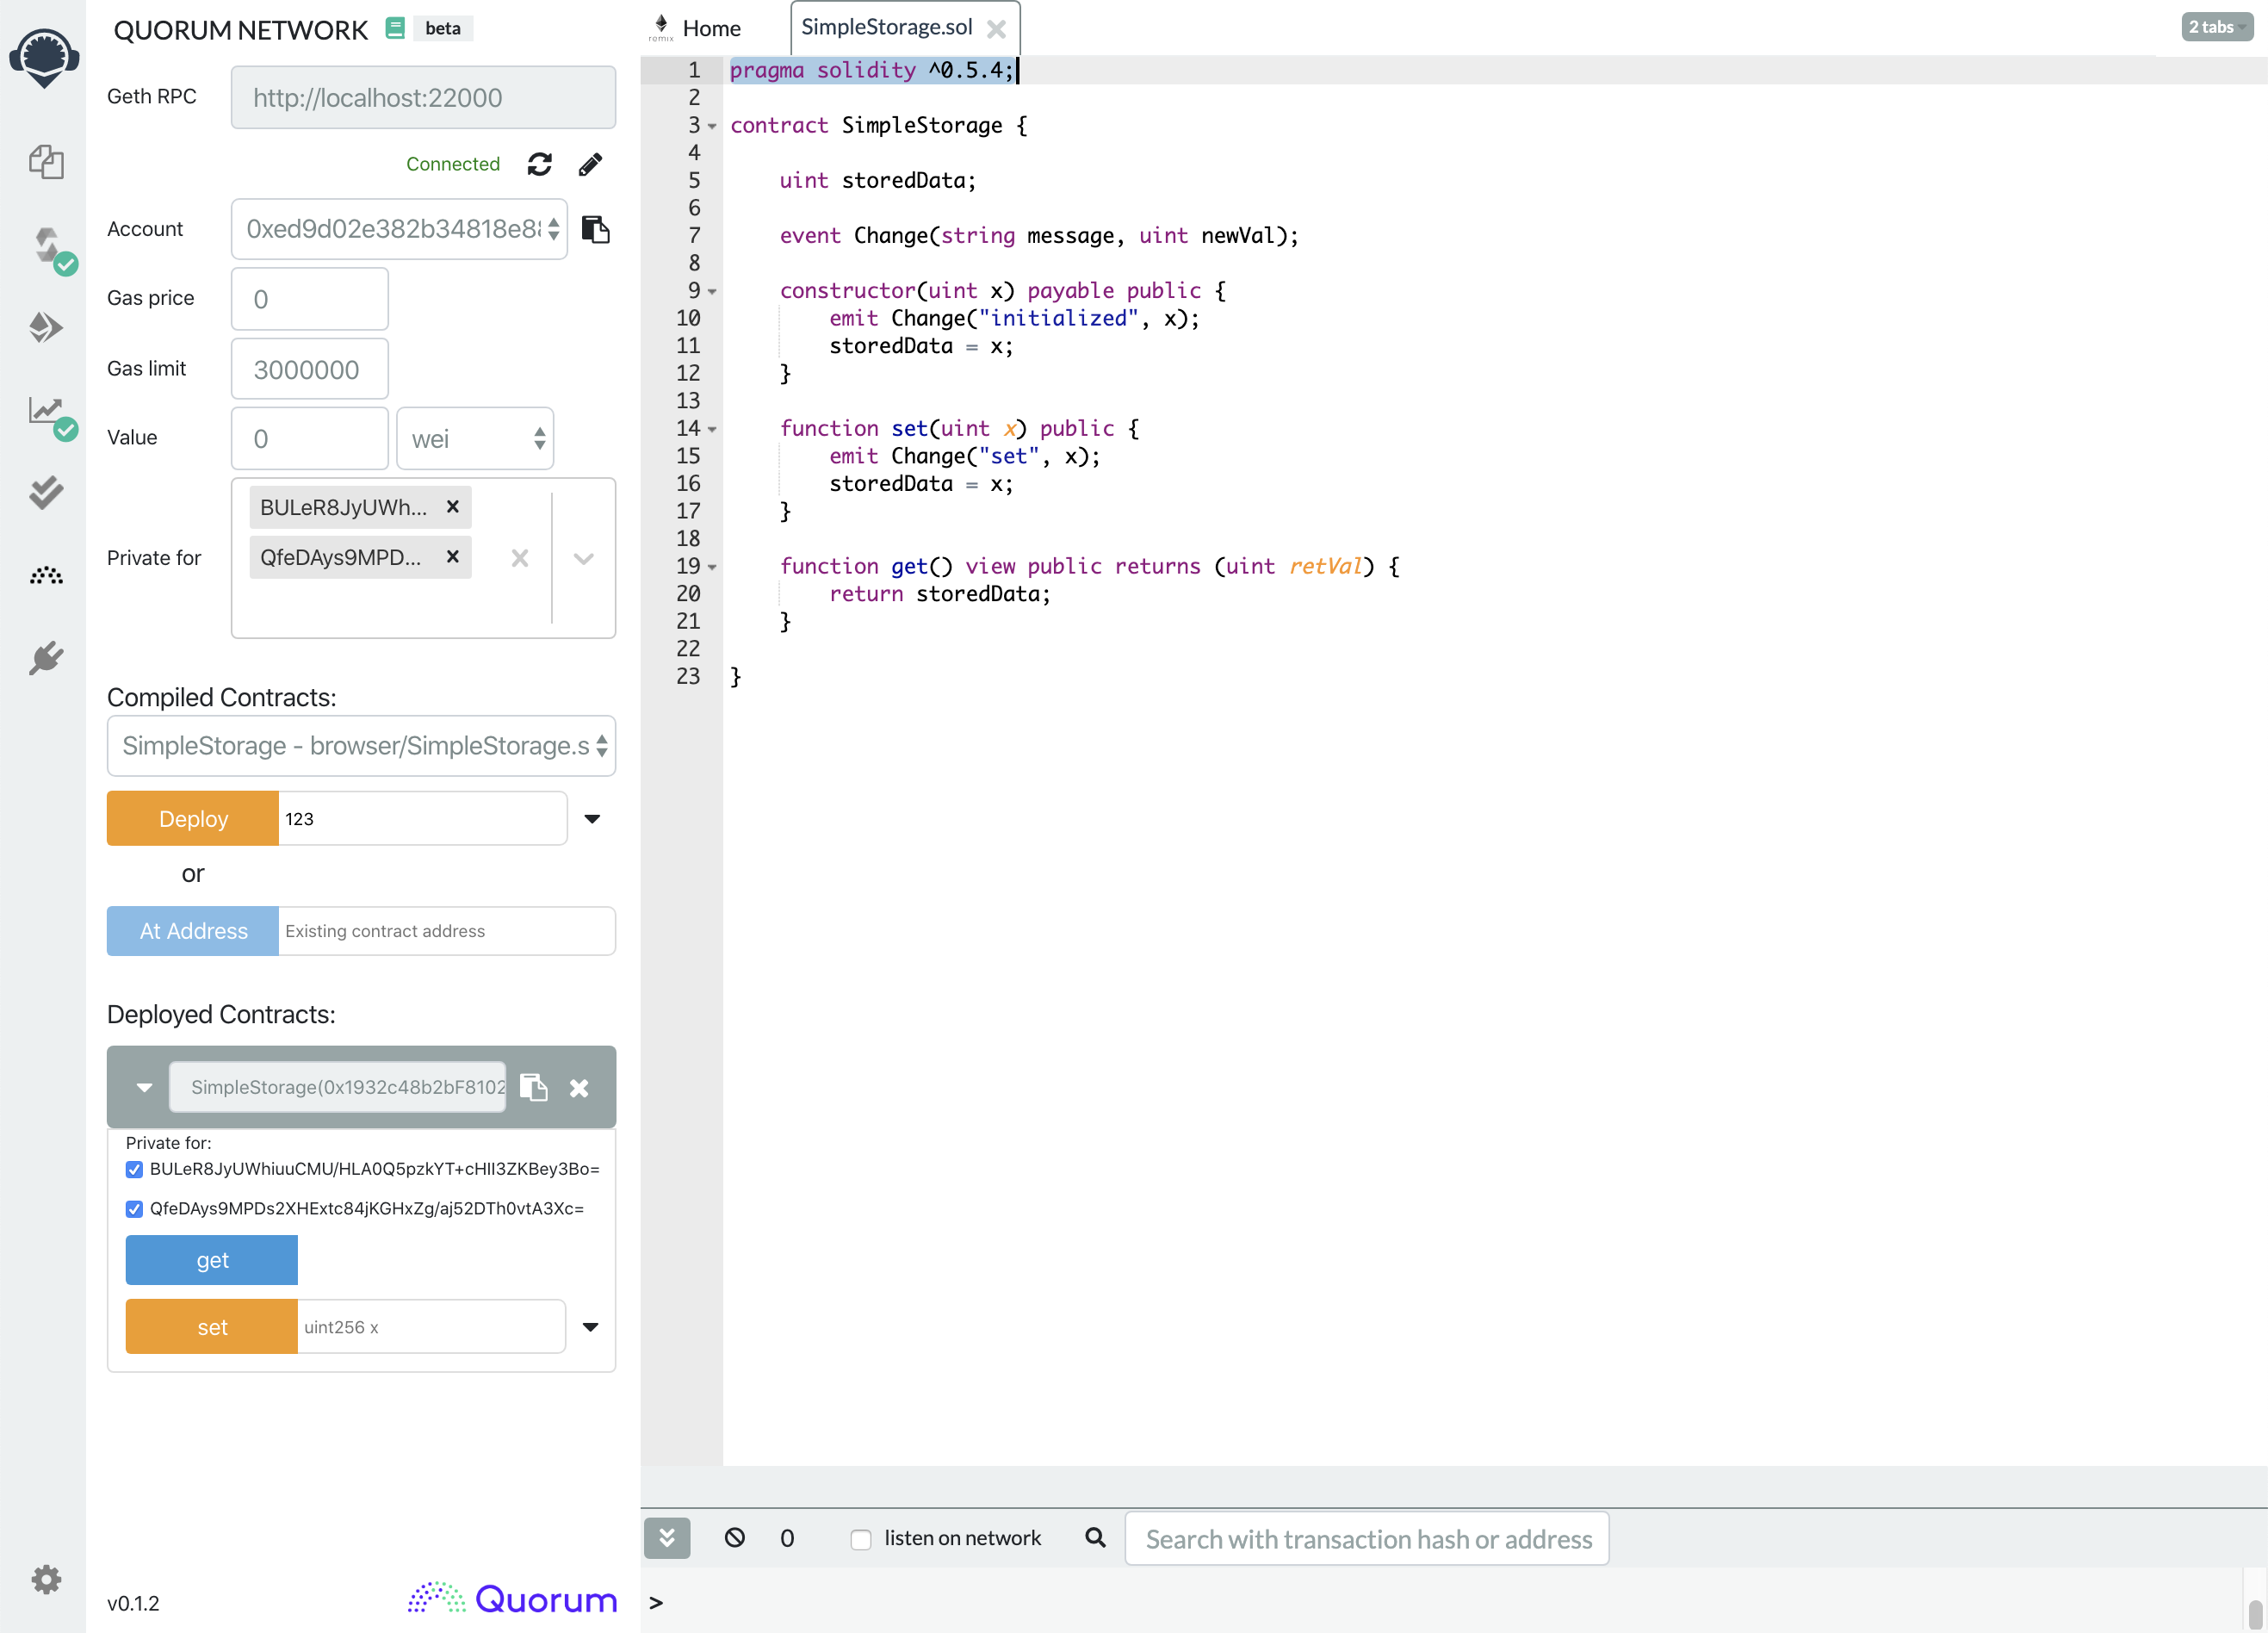 QUORUM NETWORK beta
Geth RPC http://localhost:22000
Connected
Account 0xed9d02e382b34818e8
Gas price 0
Gas limit 3000000
Value 0 wei
Private for BULeR8JyUWh... ×
QfeDAys9MPD... ×
Compiled Contracts:
SimpleStorage - browser/SimpleStorage.s
Deploy 123
or
At Address Existing contract address
Deployed Contracts:
SimpleStorage(0x1932c48b2bF8102
Private for:
BULeR8JyUWhiuuCMU/HLA0Q5pzkYT+cHII3ZKBey3Bo=
QfeDAys9MPDs2XHExtc84jKGHxZg/aj52DTh0vtA3Xc=
get
set uint256 x
v0.1.2 Quorum
remix Home SimpleStorage.sol 2 tabs
1 pragma solidity ^0.5.4;
2
3 contract SimpleStorage {
4
5 uint storedData;
6
7 event Change(string message, uint newVal);
8
9 constructor(uint x) payable public {
10 emit Change("initialized", x);
11 storedData = x;
12 }
13
14 function set(uint x) public {
15 emit Change("set", x);
16 storedData = x;
17 }
18
19 function get() view public returns (uint retVal) {
20 return storedData;
21 }
22
23 }
0 listen on network Search with transaction hash or address
>